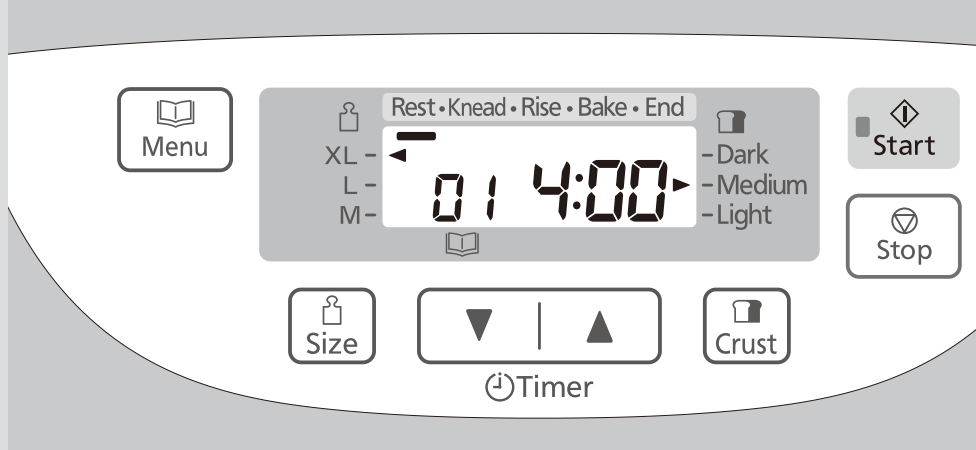 Menu
Rest • Knead • Rise • Bake • End
XL
L
M
01 4:00
Dark
Medium
Light
Start
Stop
Size
Timer
Crust